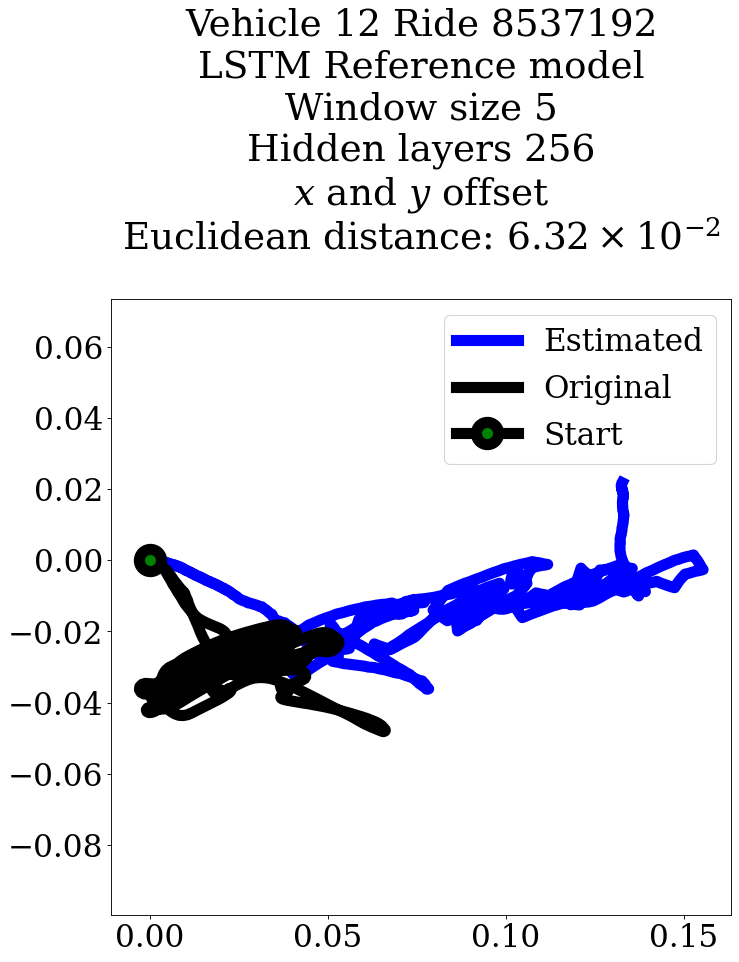 Vehicle 12 Ride 8537192
LSTM Reference model
Window size 5
Hidden layers 256
x and y offset
Euclidean distance: 6.32 × 10⁻²
Estimated
Original
Start
0.06
0.04
0.02
0.00
−0.02
−0.04
−0.06
−0.08
0.00 0.05 0.10 0.15